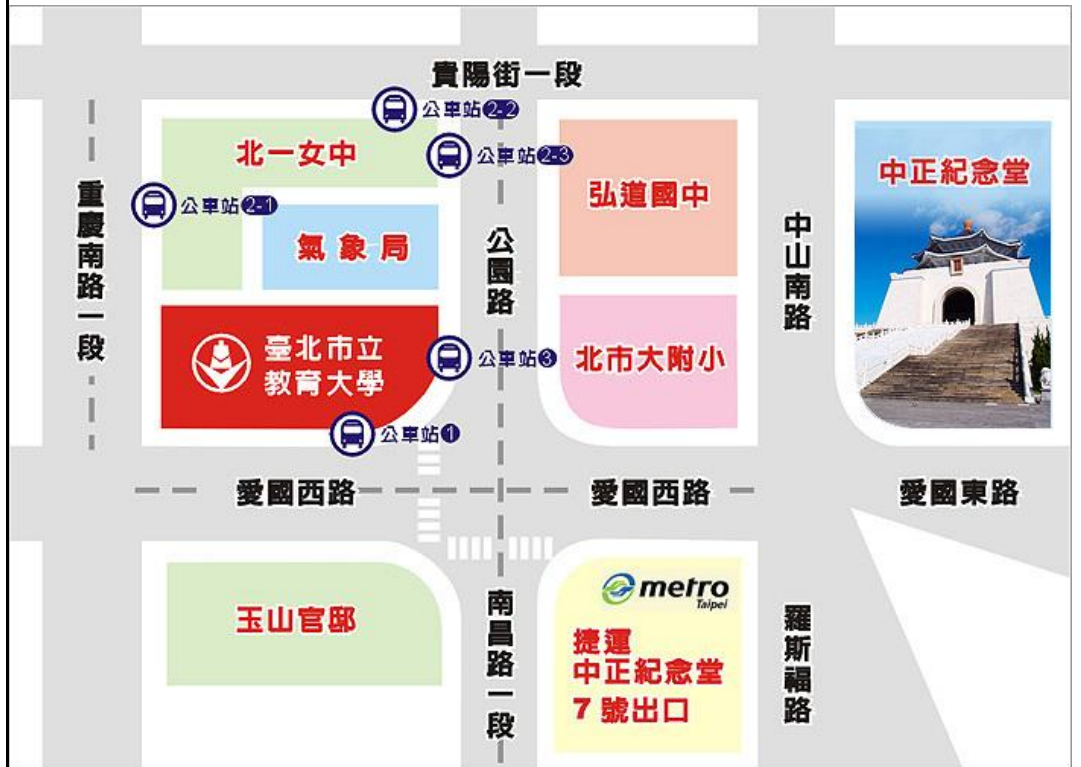 貴陽街一段
公車站2-2
北一女中
公車站2-3
弘道國中
中正紀念堂
公車站2-1
重慶南路一段
氣象局
公園路
中山南路
臺北市立
教育大學
公車站3
北市大附小
公車站1
愛國西路
愛國西路
愛國東路
玉山官邸
南昌路一段
metro
Taipei
捷運
中正紀念堂
7號出口
羅斯福路